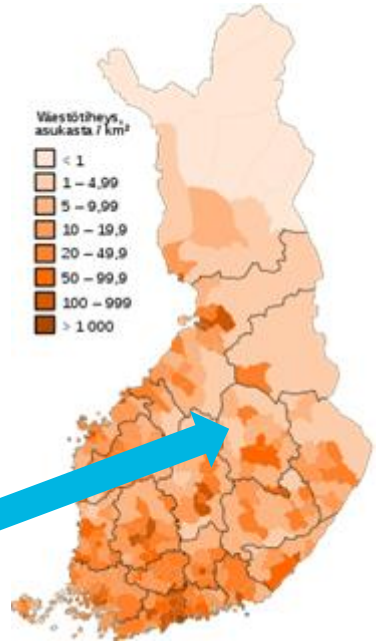 Väestötiheys,
asukasta / km²
< 1
1 – 4,99
5 – 9,99
10 – 19,9
20 – 49,9
50 – 99,9
100 – 999
> 1 000